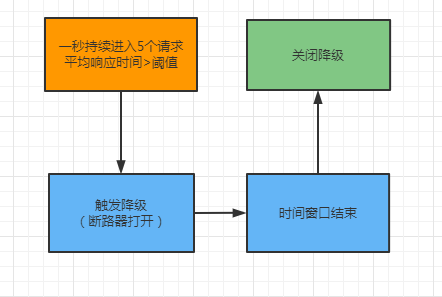 一秒持续进入5个请求
平均响应时间>阈值
关闭降级
触发降级
（断路器打开）
时间窗口结束